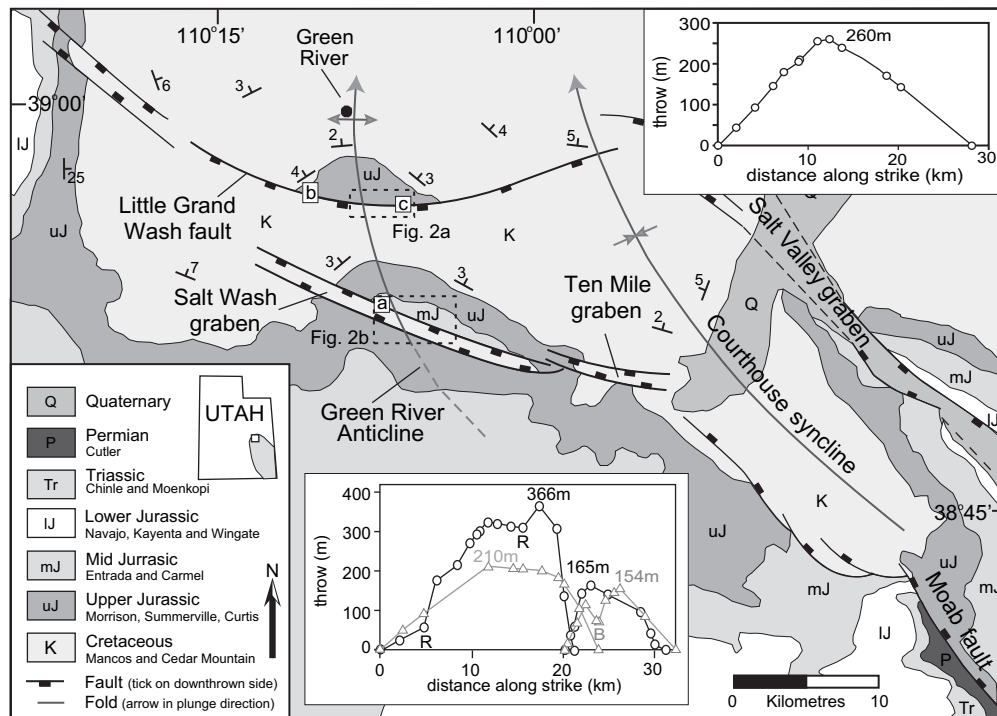 110°15'
110°00'
Green
River
39°00'
6
3
4
5
2
25
4
3
uJ
b
c
lJ
uJ
Little Grand
Wash fault
K
Fig. 2a
K
7
3
3
Salt Wash
graben
a
mJ
uJ
Fig. 2b
Ten Mile
graben
5
2
Q
Q
Salt Valley graben
Courthouse syncline
Green River
Anticline
uJ
mJ
lJ
K
38°45'
uJ
mJ
lJ
uJ
mJ
Moab fault
P
Tr
throw (m)
300
200
100
0
260m
0 10 20 30
distance along strike (km)
throw (m)
400
300
200
100
0
366m
R
210m
165m
154m
R
B
0 10 20 30
distance along strike (km)
0 Kilometres 10
UTAH
N
Q Quaternary
P Permian
Cutler
Tr Triassic
Chinle and Moenkopi
lJ Lower Jurassic
Navajo, Kayenta and Wingate
mJ Mid Jurrasic
Entrada and Carmel
uJ Upper Jurassic
Morrison, Summerville, Curtis
K Cretaceous
Mancos and Cedar Mountain
Fault (tick on downthrown side)
Fold (arrow in plunge direction)